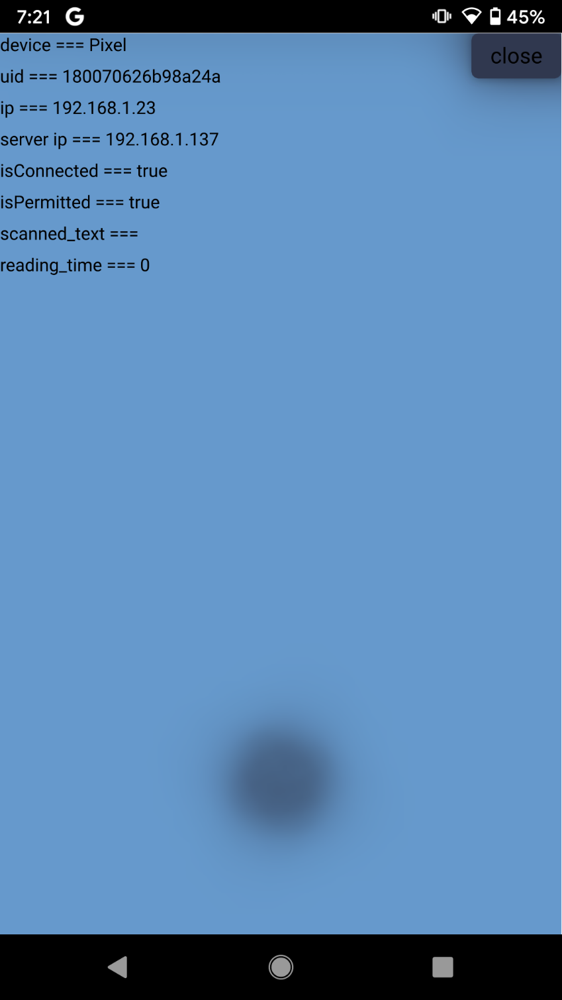 7:21 G 45%
device === Pixel
close
uid === 180070626b98a24a
ip === 192.168.1.23
server ip === 192.168.1.137
isConnected === true
isPermitted === true
scanned_text ===
reading_time === 0